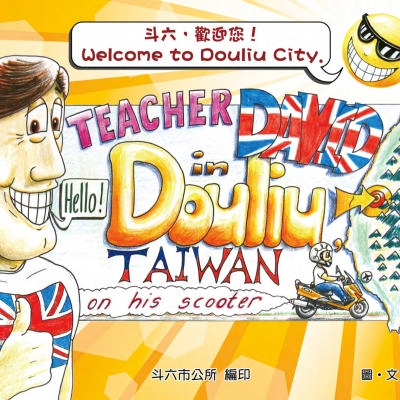 斗六，歡迎您！
Welcome to Douliu City.
TEACHER DAVID
Hello!
in
Douliu
TAIWAN
on his scooter
斗六市公所 編印
圖•文